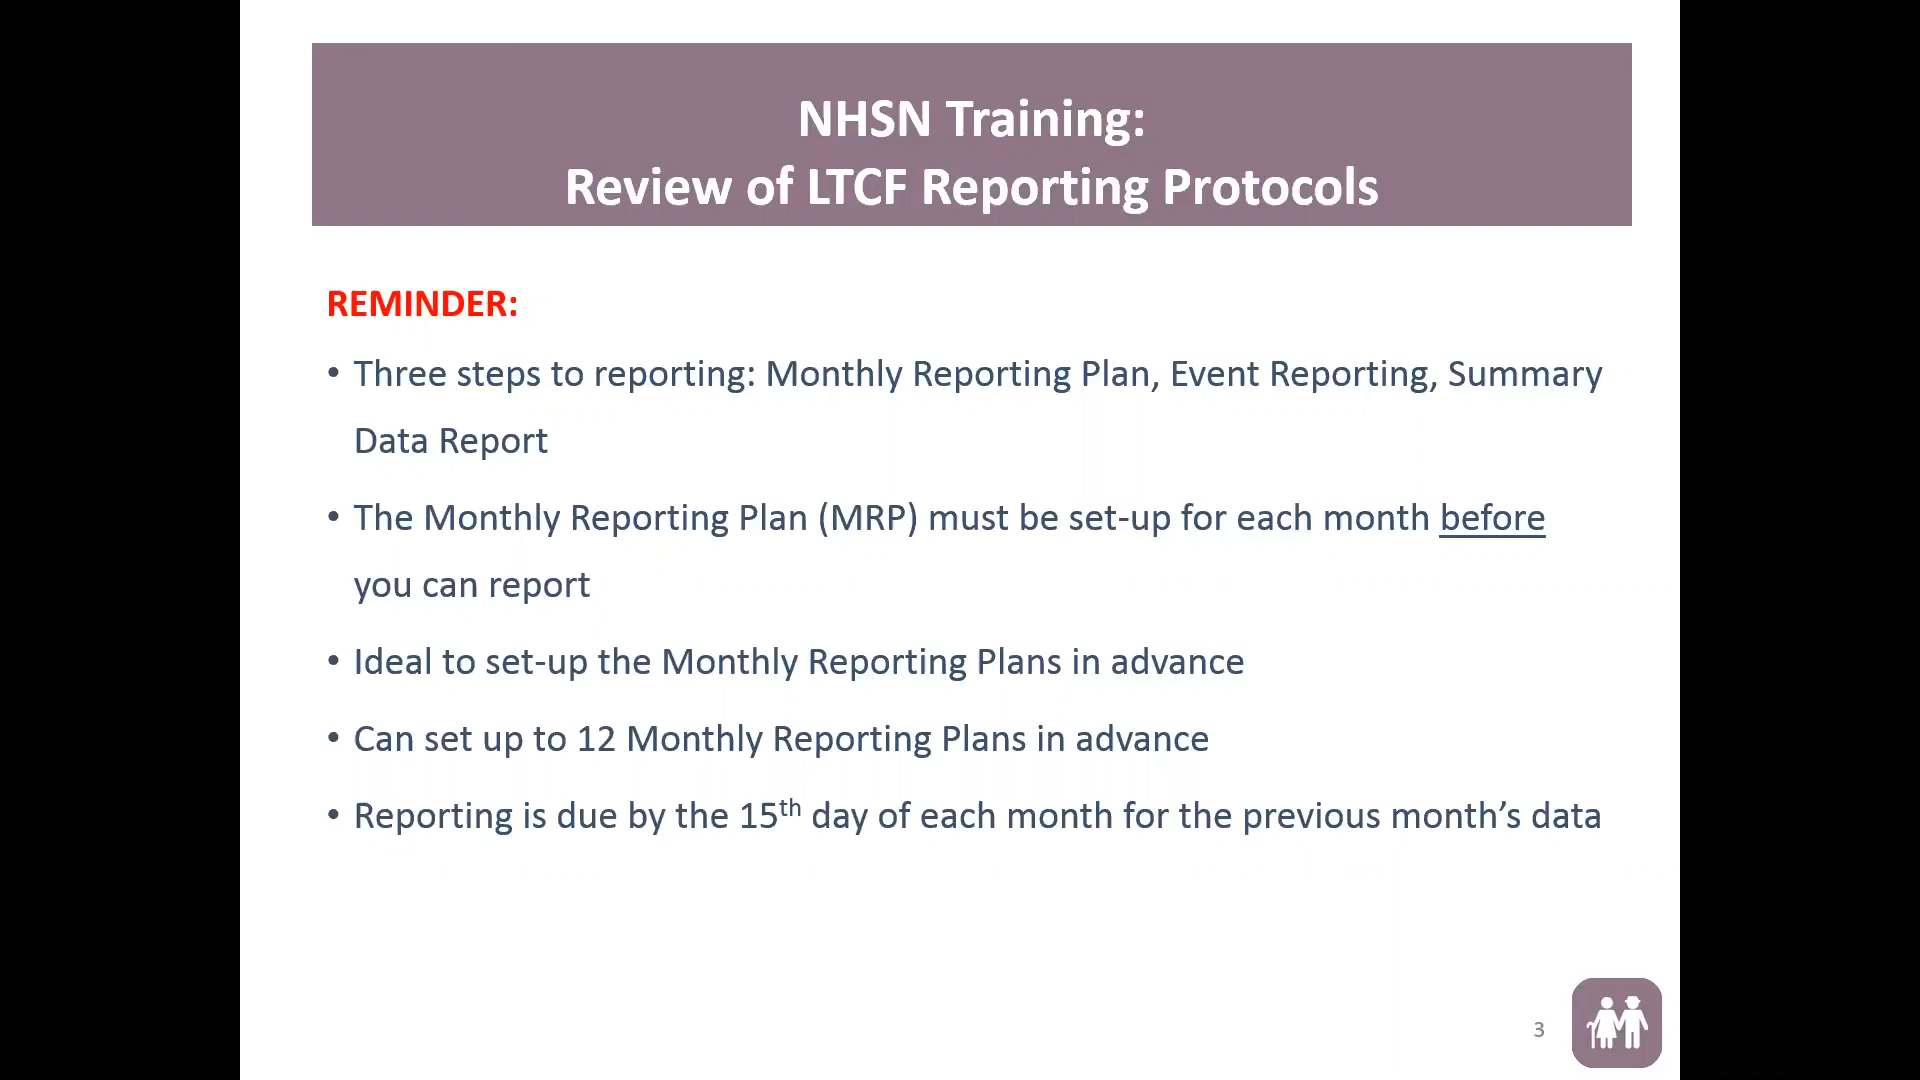 NHSN Training:
Review of LTCF Reporting Protocols
REMINDER:
• Three steps to reporting: Monthly Reporting Plan, Event Reporting, Summary
Data Report
• The Monthly Reporting Plan (MRP) must be set-up for each month before
you can report
• Ideal to set-up the Monthly Reporting Plans in advance
• Can set up to 12 Monthly Reporting Plans in advance
• Reporting is due by the 15th day of each month for the previous month’s data
3